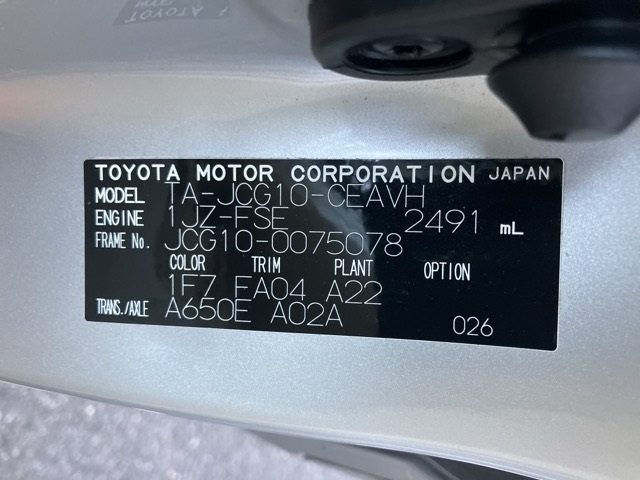 TOYOTA MOTOR CORPORATION JAPAN
MODEL TA-JCG10-CEAVH
ENGINE 1JZ-FSE 2491 mL
FRAME No. JCG10-0075078
COLOR TRIM PLANT OPTION
1F7 FA04 A22
TRANS./AXLE A650E A02A
026